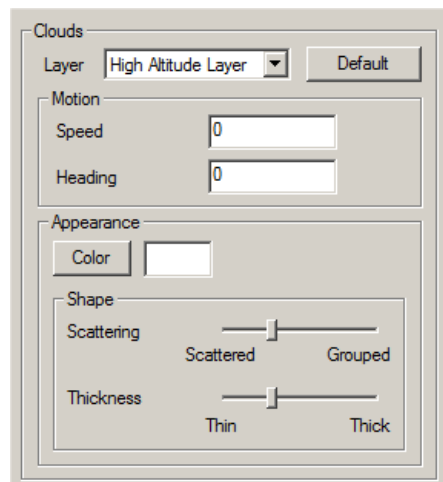 Clouds
Layer High Altitude Layer Default
Motion
Speed 0
Heading 0
Appearance
Color
Shape
Scattering
Scattered Grouped
Thickness
Thin Thick